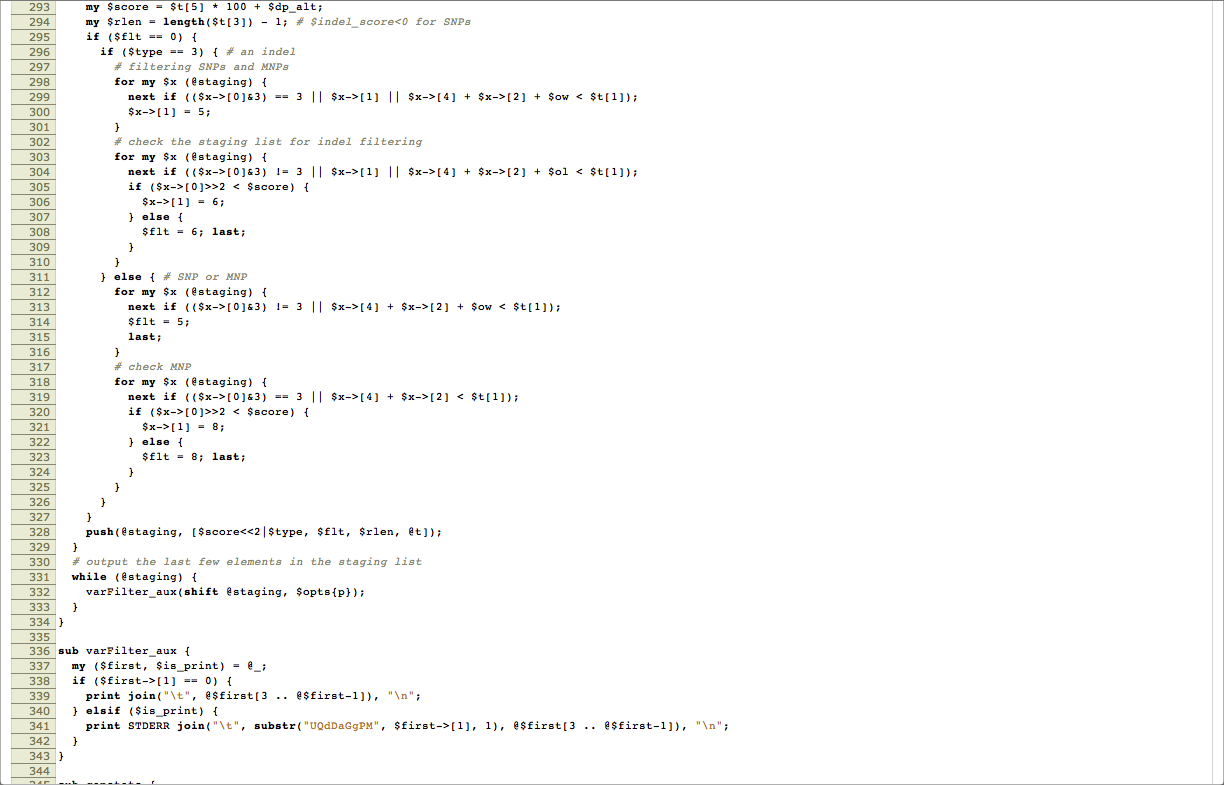 293     my $score = $t[5] * 100 + $dp_alt;
294     my $rlen = length($t[3]) - 1; # $indel_score<0 for SNPs
295     if ($flt == 0) {
296       if ($type == 3) { # an indel
297         # filtering SNPs and MNPs
298         for my $x (@staging) {
299           next if (($x->[0]&3) == 3 || $x->[1] || $x->[4] + $x->[2] + $ow < $t[1]);
300           $x->[1] = 5;
301         }
302         # check the staging list for indel filtering
303         for my $x (@staging) {
304           next if (($x->[0]&3) != 3 || $x->[1] || $x->[4] + $x->[2] + $ol < $t[1]);
305           if ($x->[0]>>2 < $score) {
306             $x->[1] = 6;
307           } else {
308             $flt = 6; last;
309           }
310         }
311       } else { # SNP or MNP
312         for my $x (@staging) {
313           next if (($x->[0]&3) != 3 || $x->[4] + $x->[2] + $ow < $t[1]);
314           $flt = 5;
315           last;
316         }
317         # check MNP
318         for my $x (@staging) {
319           next if (($x->[0]&3) == 3 || $x->[4] + $x->[2] < $t[1]);
320           if ($x->[0]>>2 < $score) {
321             $x->[1] = 8;
322           } else {
323             $flt = 8; last;
324           }
325         }
326       }
327     }
328     push(@staging, [$score<<2|$type, $flt, $rlen, @t]);
329   }
330   # output the last few elements in the staging list
331   while (@staging) {
332     varFilter_aux(shift @staging, $opts{p});
333   }
334 }
335
336 sub varFilter_aux {
337   my ($first, $is_print) = @_;
338   if ($first->[1] == 0) {
339     print join("\t", @$first[3 .. @$first-1]), "\n";
340   } elsif ($is_print) {
341     print STDERR join("\t", substr("UQdDaGgPM", $first->[1], 1), @$first[3 .. @$first-1]), "\n";
342   }
343 }
344